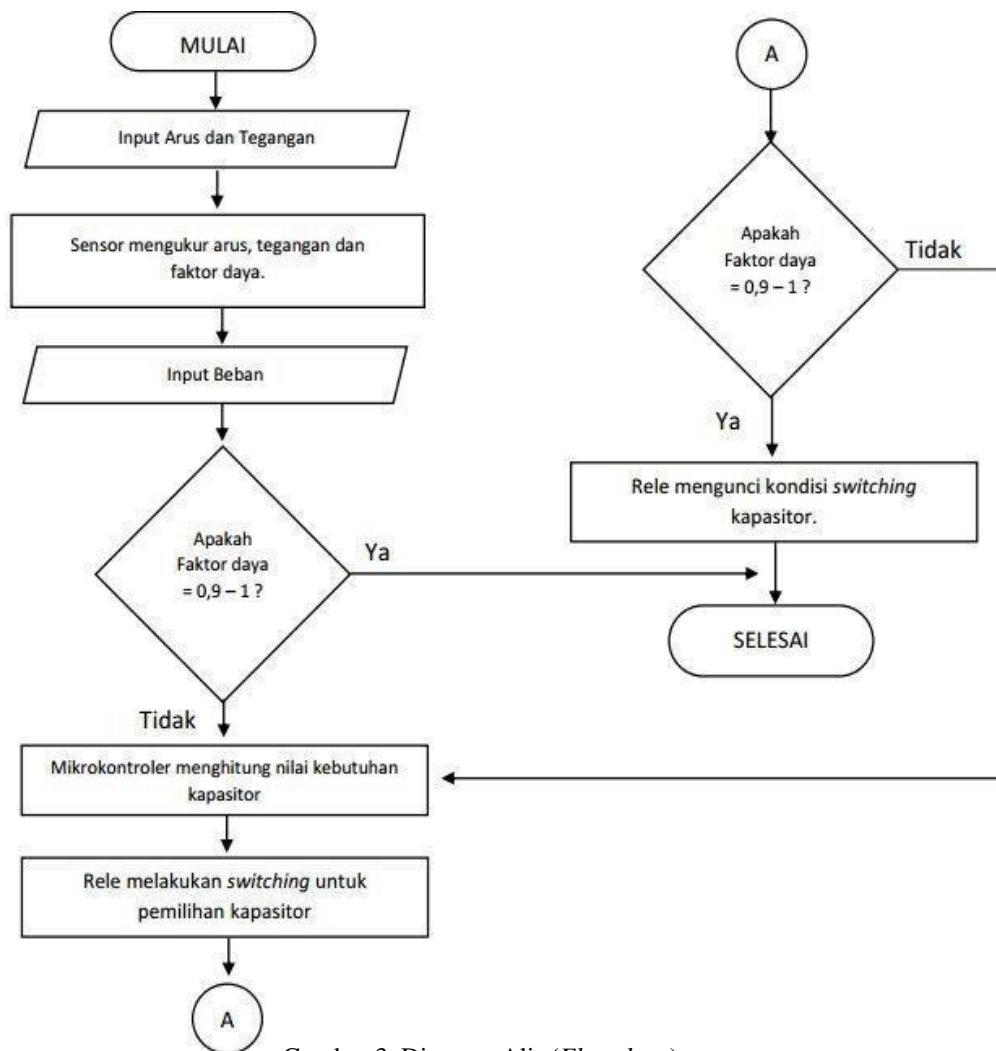 MULAI
Input Arus dan Tegangan
Sensor mengukur arus, tegangan dan
faktor daya.
Input Beban
Apakah
Faktor daya
= 0,9 – 1 ?
Ya
Tidak
Mikrokontroler menghitung nilai kebutuhan
kapasitor
Rele melakukan switching untuk
pemilihan kapasitor
A
A
Apakah
Faktor daya
= 0,9 – 1 ?
Tidak
Ya
Rele mengunci kondisi switching
kapasitor.
SELESAI